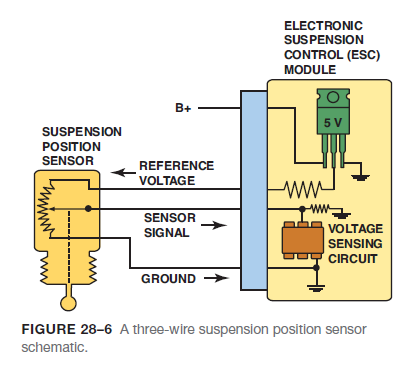 ELECTRONIC
SUSPENSION
CONTROL (ESC)
MODULE
B+
5 V
SUSPENSION
POSITION
SENSOR
REFERENCE
VOLTAGE
SENSOR
SIGNAL
VOLTAGE
SENSING
CIRCUIT
GROUND
FIGURE 28–6 A three-wire suspension position sensor
schematic.